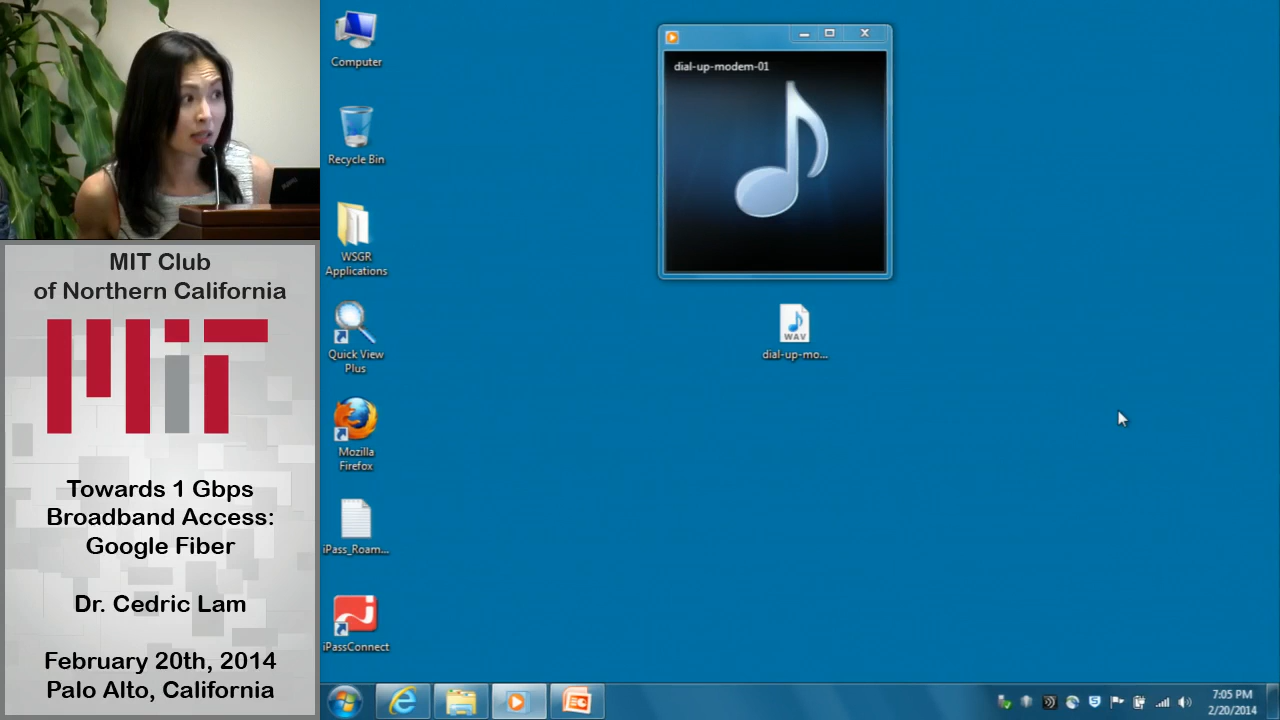 MIT Club
of Northern California
MIT
Towards 1 Gbps
Broadband Access:
Google Fiber
Dr. Cedric Lam
February 20th, 2014
Palo Alto, California
Computer
Recycle Bin
WSGR
Applications
Quick View
Plus
Mozilla
Firefox
iPass_Roam...
iPassConnect
dial-up-modem-01
WAV
dial-up-mo...
7:05 PM
2/20/2014